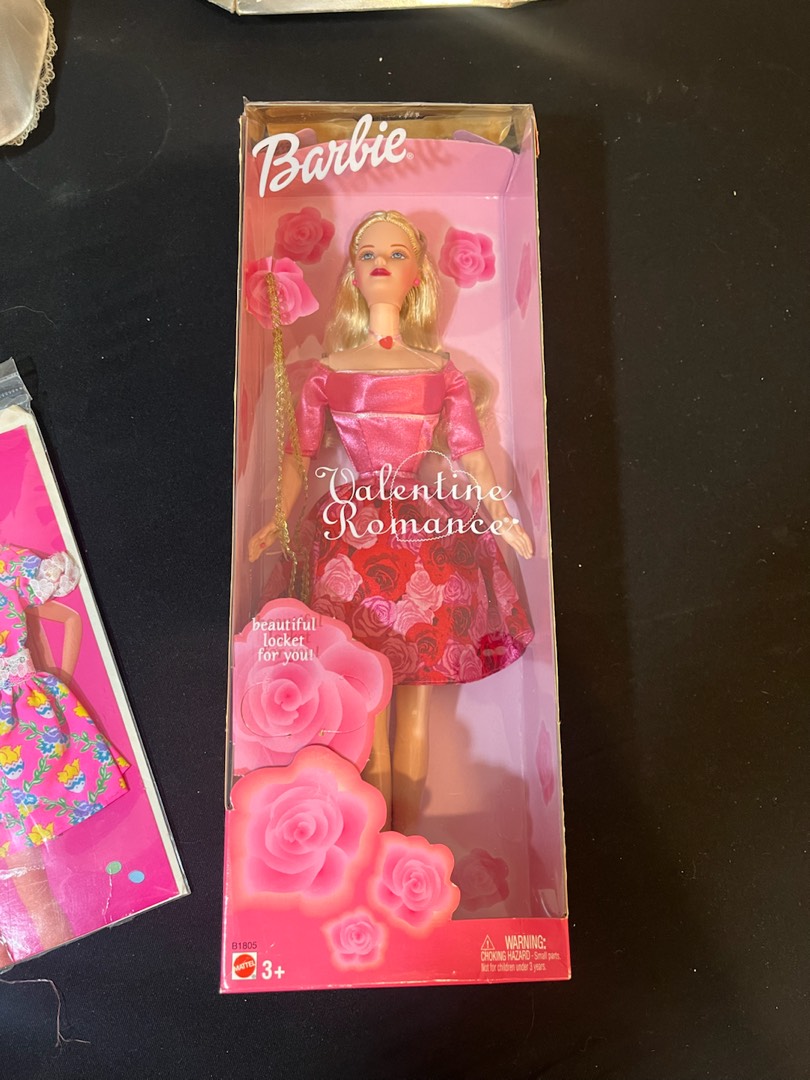 Barbie®
Valentine
Romance
beautiful
locket
for you!
B1805
MATTEL
3+
WARNING:
CHOKING HAZARD - Small parts.
Not for children under 3 years.